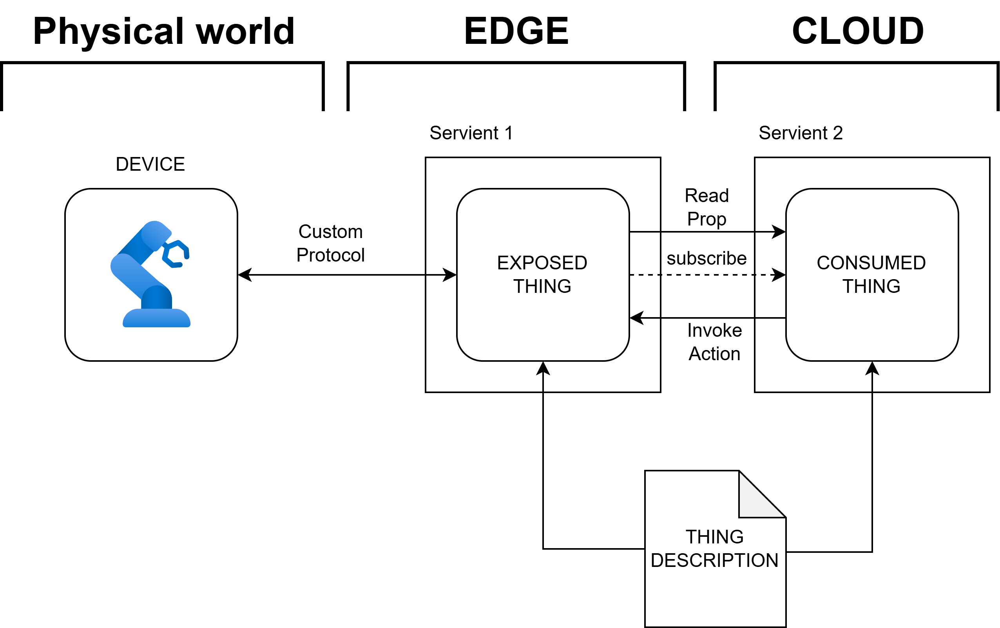 Physical world
EDGE
CLOUD
Servient 1
Servient 2
DEVICE
Custom
Protocol
EXPOSED
THING
Read
Prop
subscribe
Invoke
Action
CONSUMED
THING
THING
DESCRIPTION